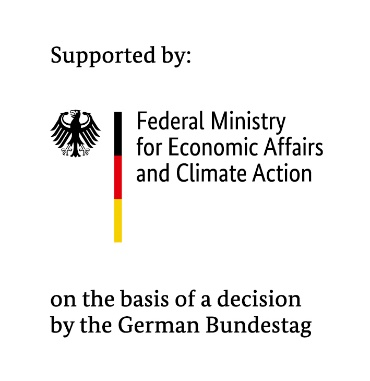 Supported by:
Federal Ministry
for Economic Affairs
and Climate Action
on the basis of a decision
by the German Bundestag